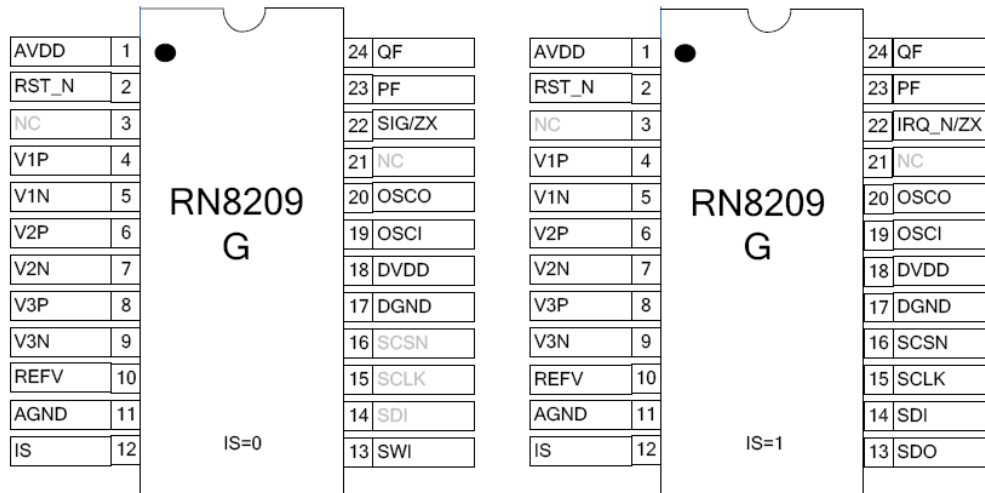 AVDD 1 24 QF
RST_N 2 23 PF
NC 3 22 SIG/ZX
V1P 4 21 NC
V1N 5 20 OSCO
V2P 6 19 OSCI
V2N 7 18 DVDD
V3P 8 17 DGND
V3N 9 16 SCSN
REFV 10 15 SCLK
AGND 11 14 SDI
IS 12 13 SWI
RN8209
G
IS=0
AVDD 1 24 QF
RST_N 2 23 PF
NC 3 22 IRQ_N/ZX
V1P 4 21 NC
V1N 5 20 OSCO
V2P 6 19 OSCI
V2N 7 18 DVDD
V3P 8 17 DGND
V3N 9 16 SCSN
REFV 10 15 SCLK
AGND 11 14 SDI
IS 12 13 SDO
RN8209
G
IS=1